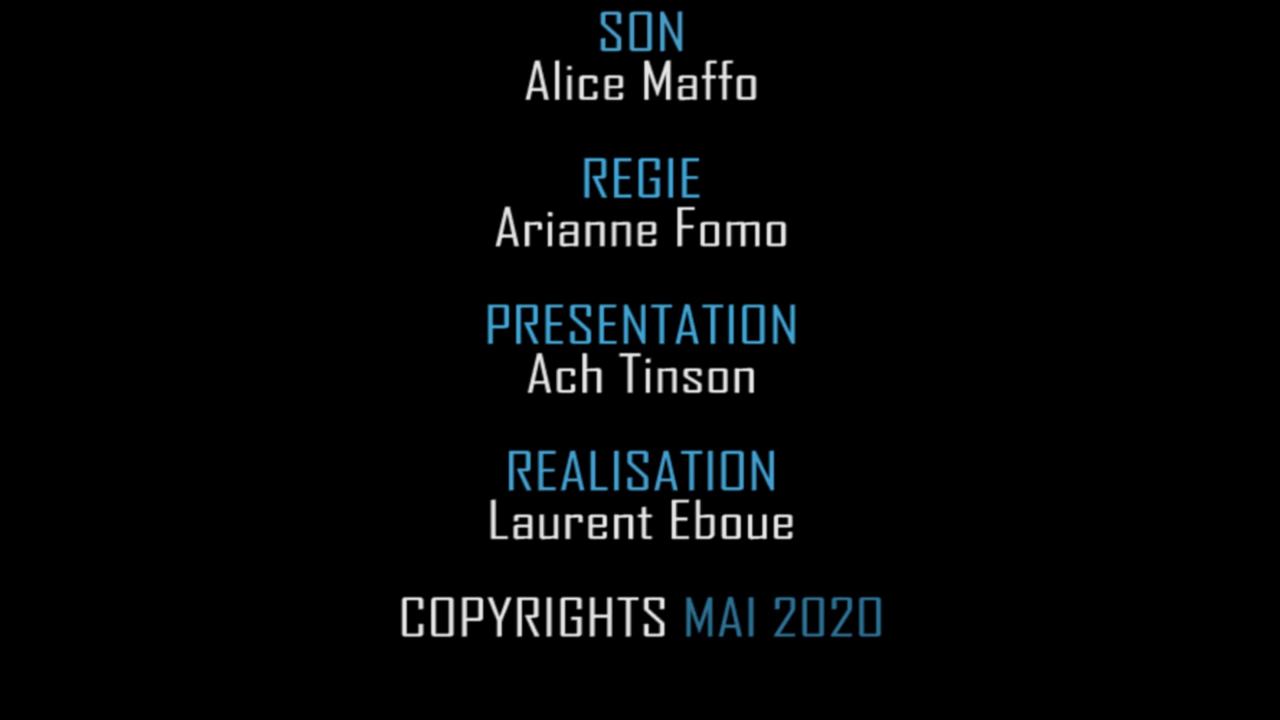 SON
Alice Maffo
REGIE
Arianne Fomo
PRESENTATION
Ach Tinson
REALISATION
Laurent Eboue
COPYRIGHTS MAI 2020